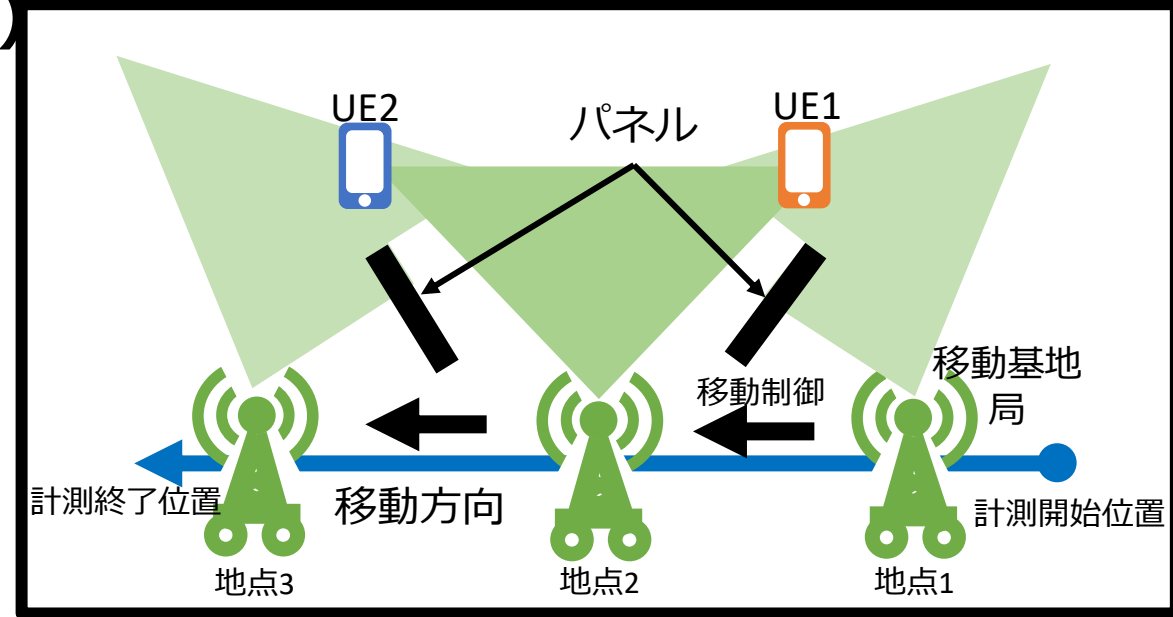 )
UE2
UE1
パネル
移動基地
局
移動制御
計測終了位置
移動方向
計測開始位置
地点3
地点2
地点1